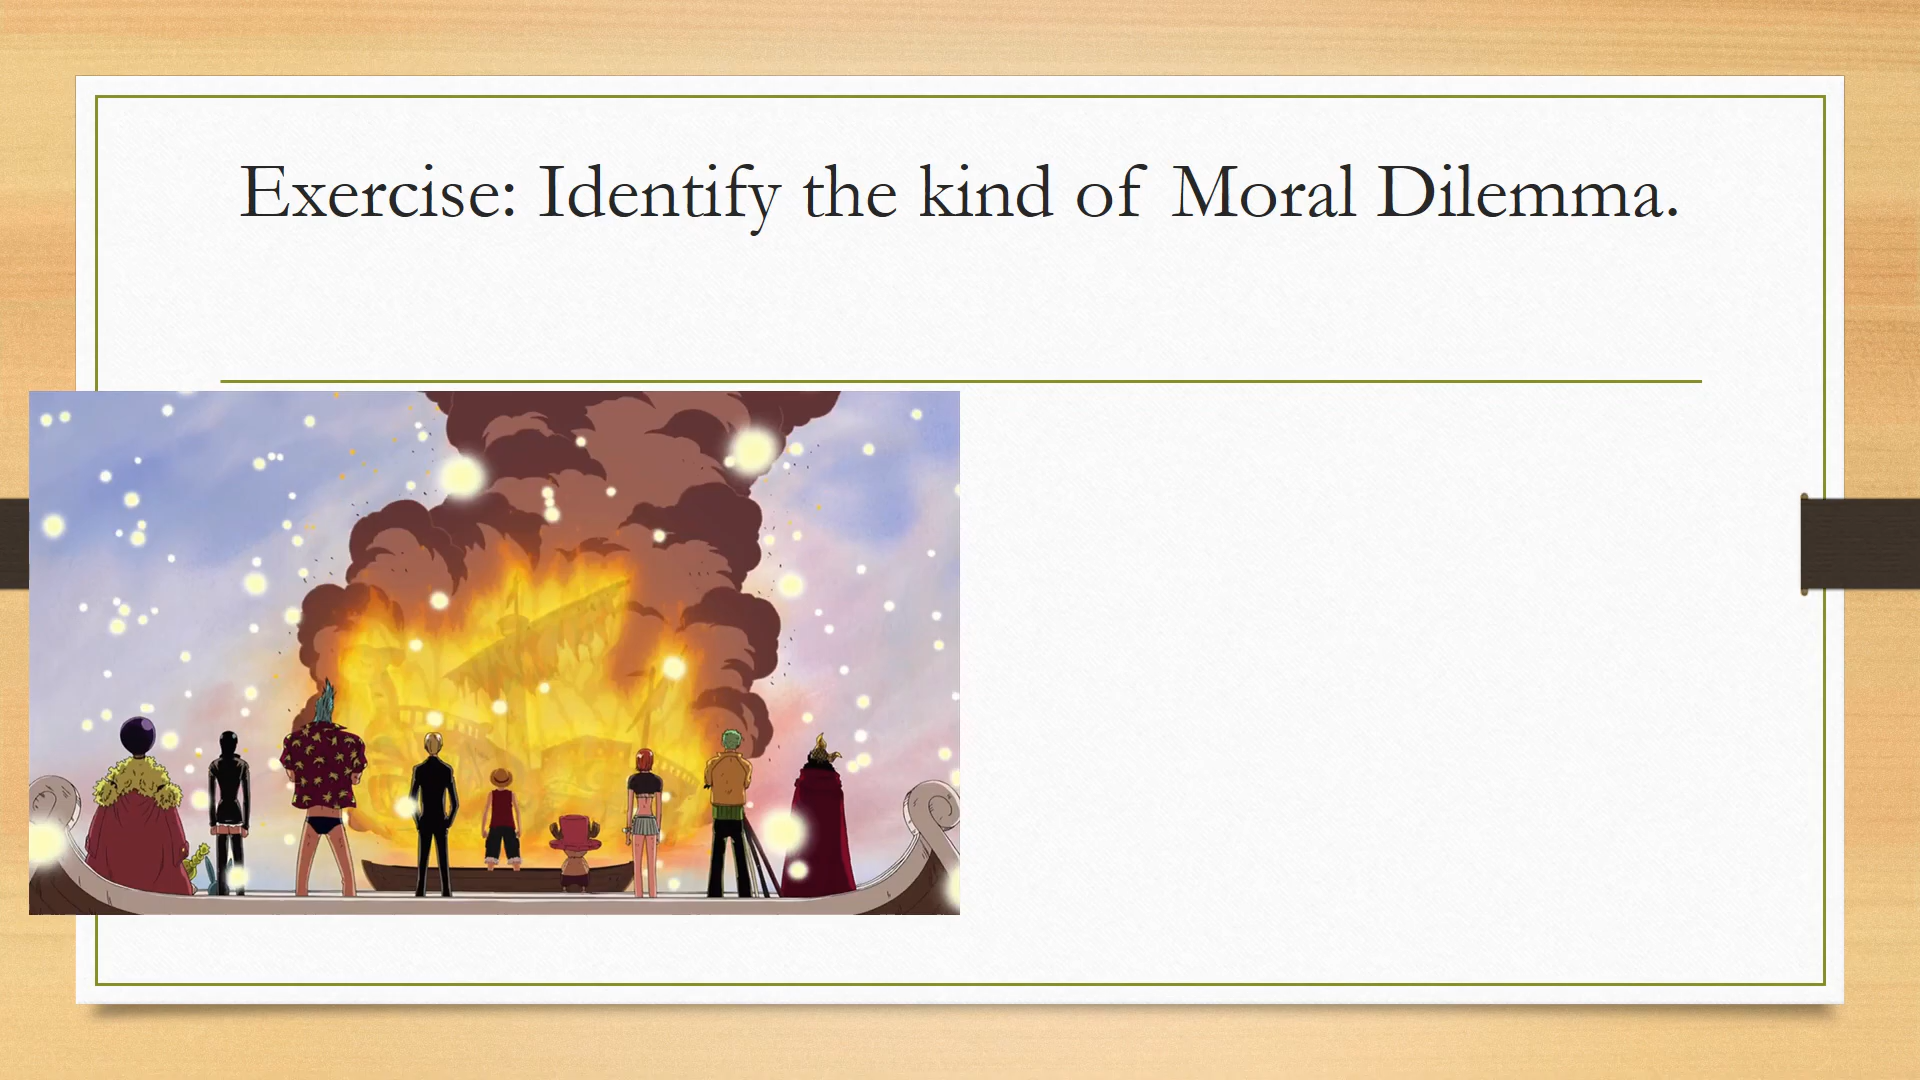 Exercise: Identify the kind of Moral Dilemma.